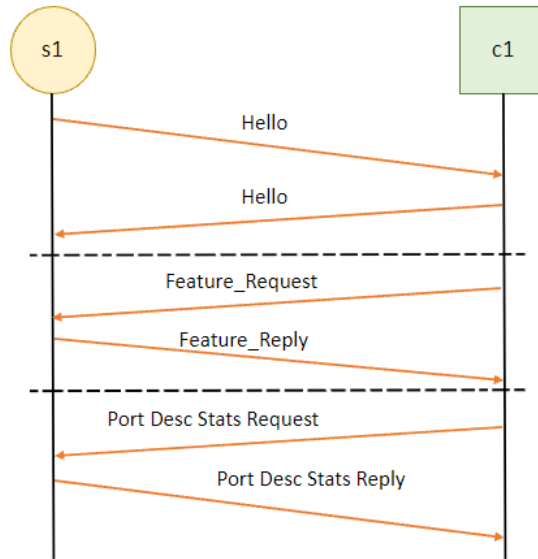 s1
c1
Hello
Hello
Feature_Request
Feature_Reply
Port Desc Stats Request
Port Desc Stats Reply